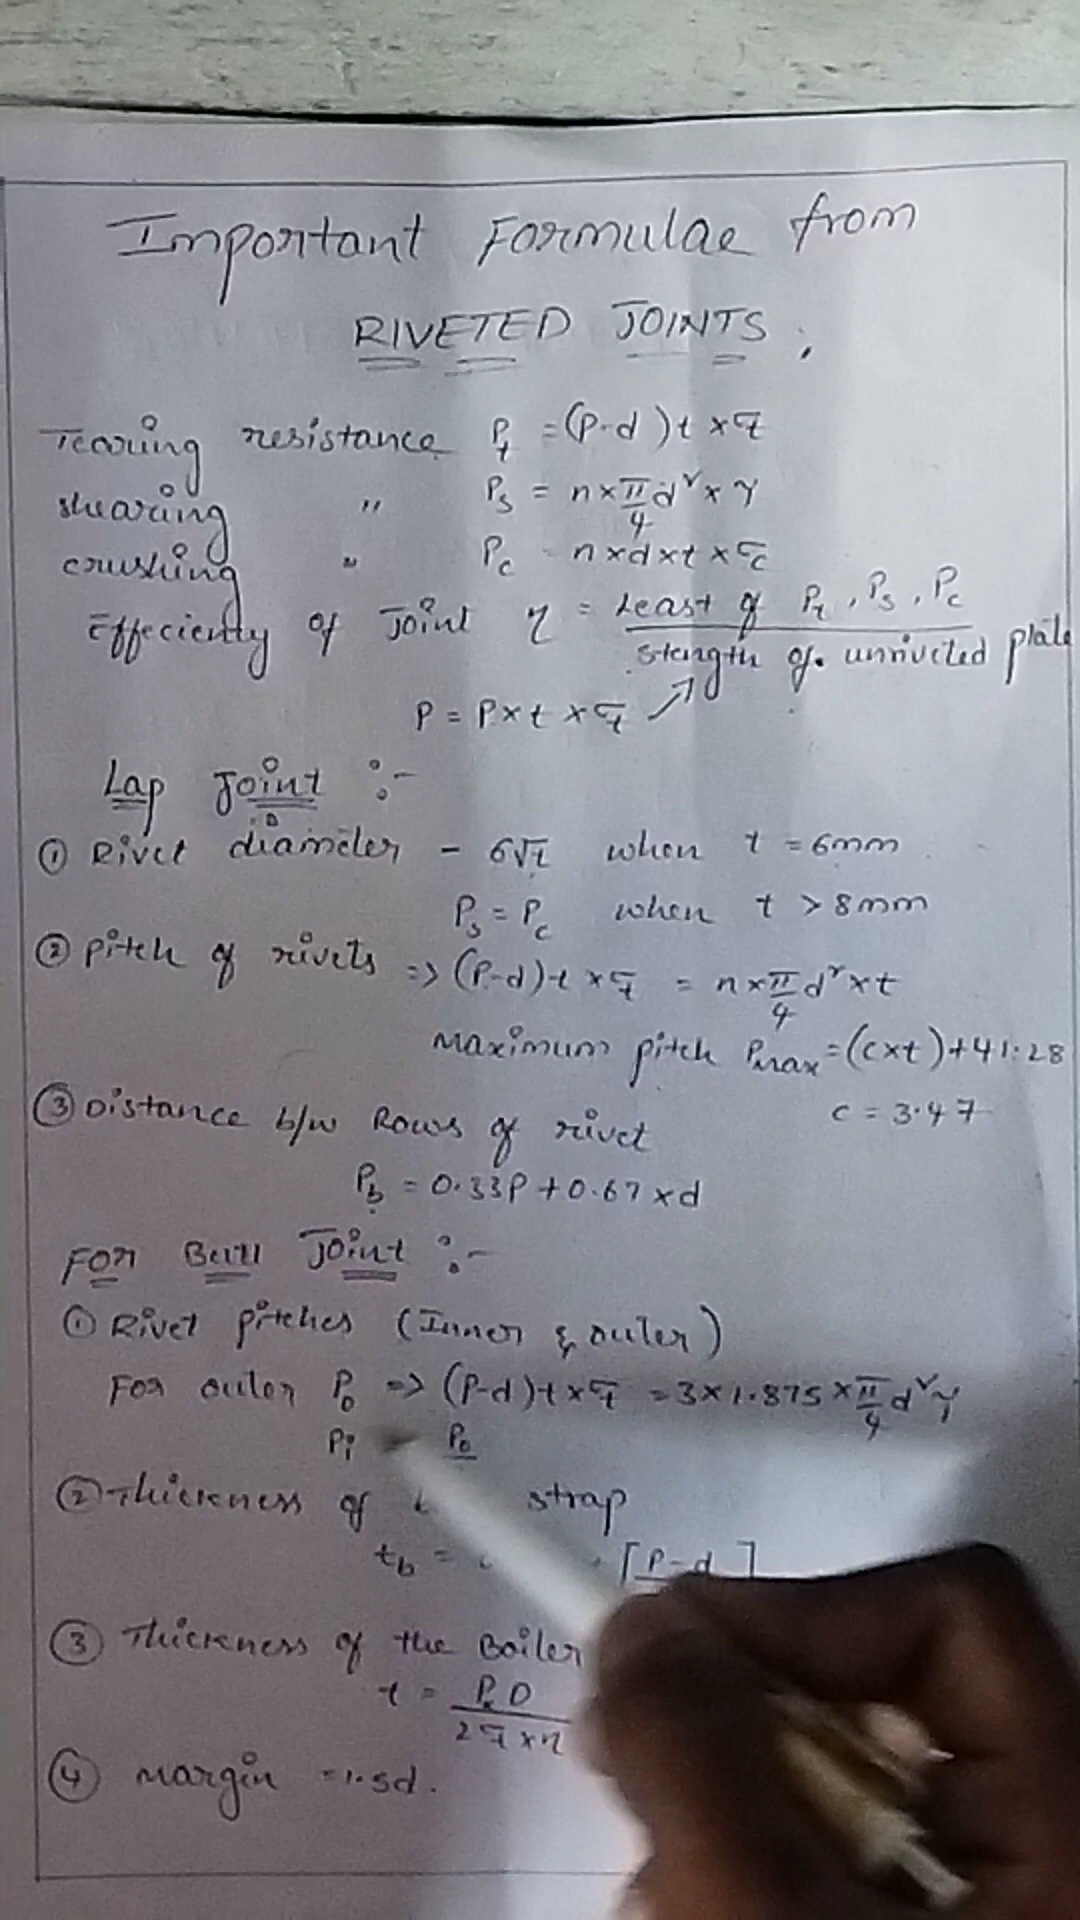 Important Formulae from
RIVETED JOINTS;
Tearing resistance Pt = (P-d)t×σt
shearing " Ps = n×π/4 d²×τ
crushing " Pc = n×d×t×σc
Effeciently of Joint η = Least of Pt, Ps, Pc / Stength of unriveted plate
P = P×t×σt
Lap Joint :-
① Rivet diameter - 6√t when t = 6mm
Ps = Pc when t > 8mm
② Pitch of rivets => (P-d)t×σt = n×π/4 d²×t
Maximum pitch Pmax = (c×t)+41.28
c = 3.47
③ Distance b/w Rows of rivet
Pb = 0.33P+0.67×d
For Butt Joint :-
① Rivet pitches (Inner & outer)
For outer Po => (P-d)t×σt = 3×1.875×π/4 d²τ
Pi Po
② Thickness of strap
tb = [P-d]
③ Thickness of the Boiler
t = P×D / 2σt×η
④ margin = 1.5d.